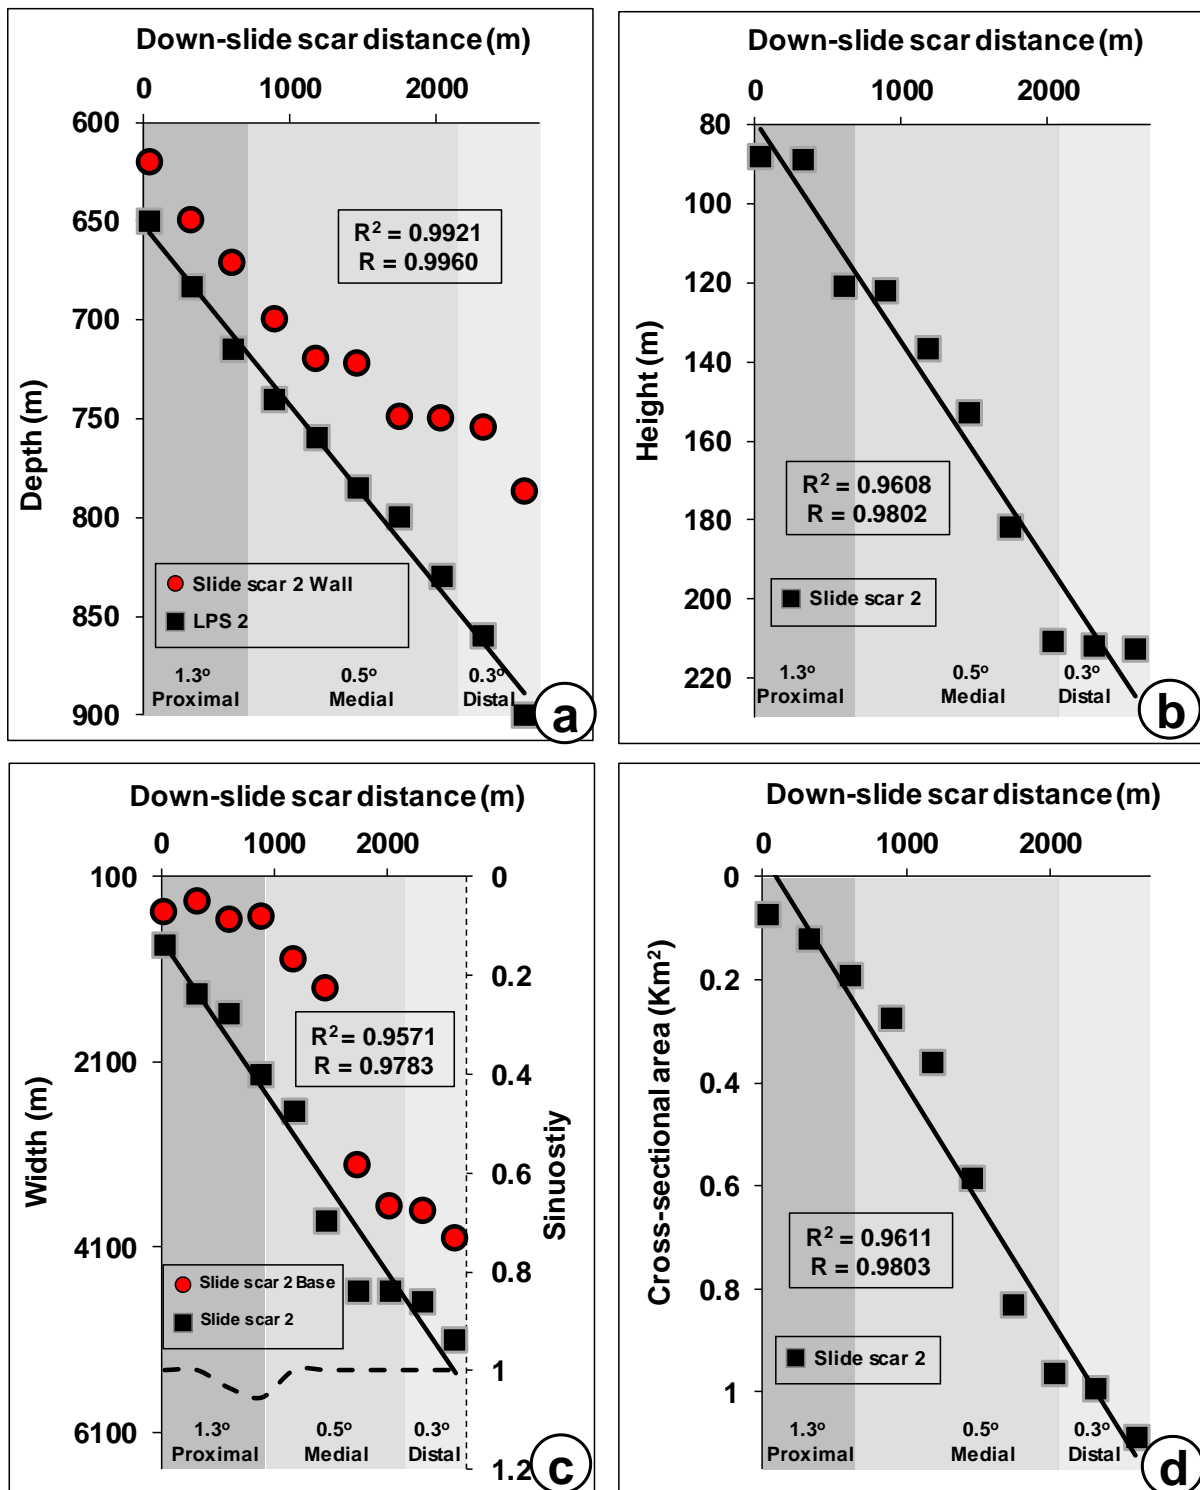 Down-slide scar distance (m)
0 1000 2000
600
650
700
750
800
850
900
Depth (m)
R² = 0.9921
R = 0.9960
Slide scar 2 Wall
LPS 2
1.3º 0.5º 0.3º
Proximal Medial Distal
a
Down-slide scar distance (m)
0 1000 2000
80
100
120
140
160
180
200
220
Height (m)
R² = 0.9608
R = 0.9802
Slide scar 2
1.3º 0.5º 0.3º
Proximal Medial Distal
b
Down-slide scar distance (m)
0 1000 2000
100
2100
4100
6100
Width (m)
0
0.2
0.4
0.6
0.8
1
1.2
Sinuostiy
R² = 0.9571
R = 0.9783
Slide scar 2 Base
Slide scar 2
1.3º 0.5º 0.3º
Proximal Medial Distal
c
Down-slide scar distance (m)
0 1000 2000
0
0.2
0.4
0.6
0.8
1
Cross-sectional area (Km²)
R² = 0.9611
R = 0.9803
Slide scar 2
1.3º 0.5º 0.3º
Proximal Medial Distal
d